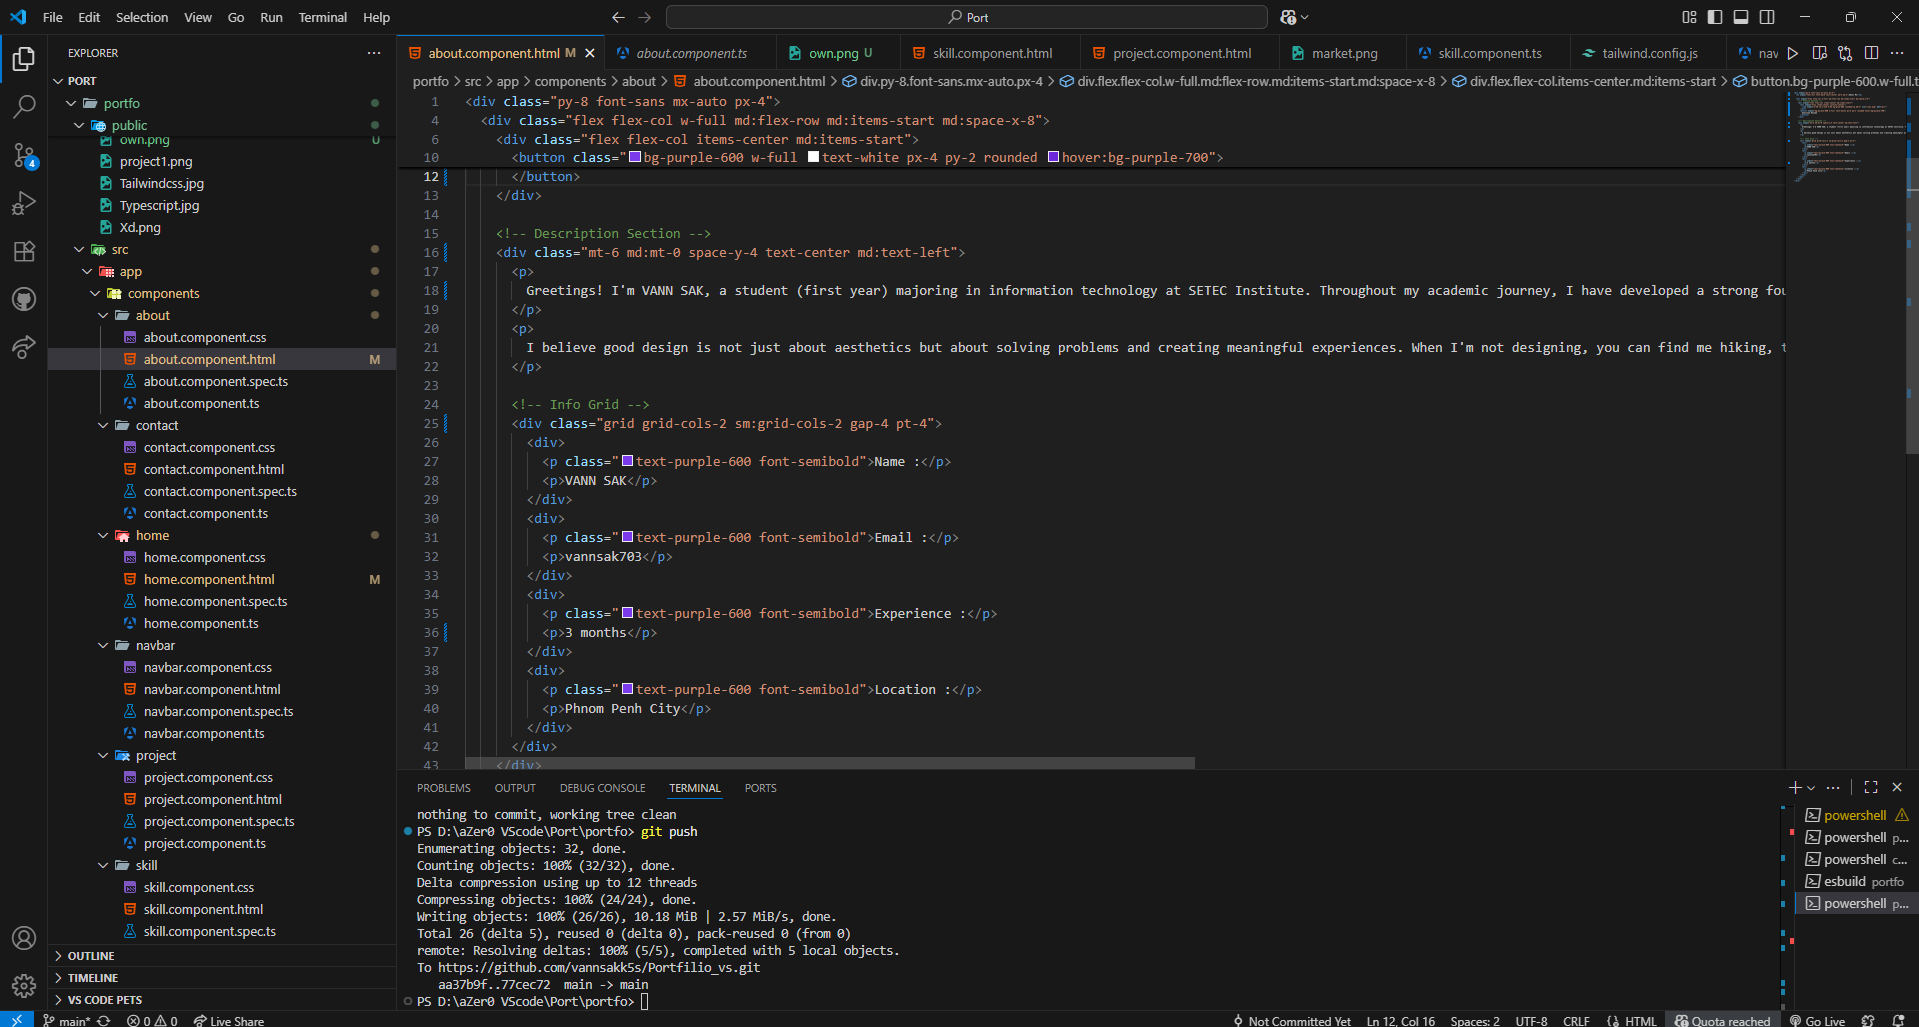 File Edit Selection View Go Run Terminal Help
Port
EXPLORER
PORT
portfo
public
own.png U
project1.png
Tailwindcss.jpg
Typescript.jpg
Xd.png
src
app
components
about
about.component.css
about.component.html M
about.component.spec.ts
about.component.ts
contact
contact.component.css
contact.component.html
contact.component.spec.ts
contact.component.ts
home
home.component.css
home.component.html M
home.component.spec.ts
home.component.ts
navbar
navbar.component.css
navbar.component.html
navbar.component.spec.ts
navbar.component.ts
project
project.component.css
project.component.html
project.component.spec.ts
project.component.ts
skill
skill.component.css
skill.component.html
skill.component.spec.ts
OUTLINE
TIMELINE
VS CODE PETS
4
about.component.html M about.component.ts own.png U skill.component.html project.component.html market.png skill.component.ts tailwind.config.js nav
portfo > src > app > components > about > about.component.html > div.py-8.font-sans.mx-auto.px-4 > div.flex.flex-col.w-full.md:flex-row.md:items-start.md:space-x-8 > div.flex.flex-col.items-center.md:items-start > button.bg-purple-600.w-full.t
1 <div class="py-8 font-sans mx-auto px-4">
4 <div class="flex flex-col w-full md:flex-row md:items-start md:space-x-8">
6 <div class="flex flex-col items-center md:items-start">
10 <button class="bg-purple-600 w-full text-white px-4 py-2 rounded hover:bg-purple-700">
12 </button>
13 </div>
14
15 <!-- Description Section -->
16 <div class="mt-6 md:mt-0 space-y-4 text-center md:text-left">
17 <p>
18 Greetings! I'm VANN SAK, a student (first year) majoring in information technology at SETEC Institute. Throughout my academic journey, I have developed a strong fou
19 </p>
20 <p>
21 I believe good design is not just about aesthetics but about solving problems and creating meaningful experiences. When I'm not designing, you can find me hiking, t
22 </p>
23
24 <!-- Info Grid -->
25 <div class="grid grid-cols-2 sm:grid-cols-2 gap-4 pt-4">
26 <div>
27 <p class="text-purple-600 font-semibold">Name :</p>
28 <p>VANN SAK</p>
29 </div>
30 <div>
31 <p class="text-purple-600 font-semibold">Email :</p>
32 <p>vannsak703</p>
33 </div>
34 <div>
35 <p class="text-purple-600 font-semibold">Experience :</p>
36 <p>3 months</p>
37 </div>
38 <div>
39 <p class="text-purple-600 font-semibold">Location :</p>
40 <p>Phnom Penh City</p>
41 </div>
42 </div>
43 </div>
PROBLEMS OUTPUT DEBUG CONSOLE TERMINAL PORTS
nothing to commit, working tree clean
PS D:\aZer0 VScode\Port\portfo> git push
Enumerating objects: 32, done.
Counting objects: 100% (32/32), done.
Delta compression using up to 12 threads
Compressing objects: 100% (24/24), done.
Writing objects: 100% (26/26), 10.18 MiB | 2.57 MiB/s, done.
Total 26 (delta 5), reused 0 (delta 0), pack-reused 0 (from 0)
remote: Resolving deltas: 100% (5/5), completed with 5 local objects.
To https://github.com/vannsakk5s/Portfilio_vs.git
aa37b9f..77cec72 main -> main
PS D:\aZer0 VScode\Port\portfo>
powershell
powershell p...
powershell c...
esbuild portfo
powershell p...
main* 0 0 Live Share Not Committed Yet Ln 12, Col 16 Spaces: 2 UTF-8 CRLF HTML Quota reached Go Live